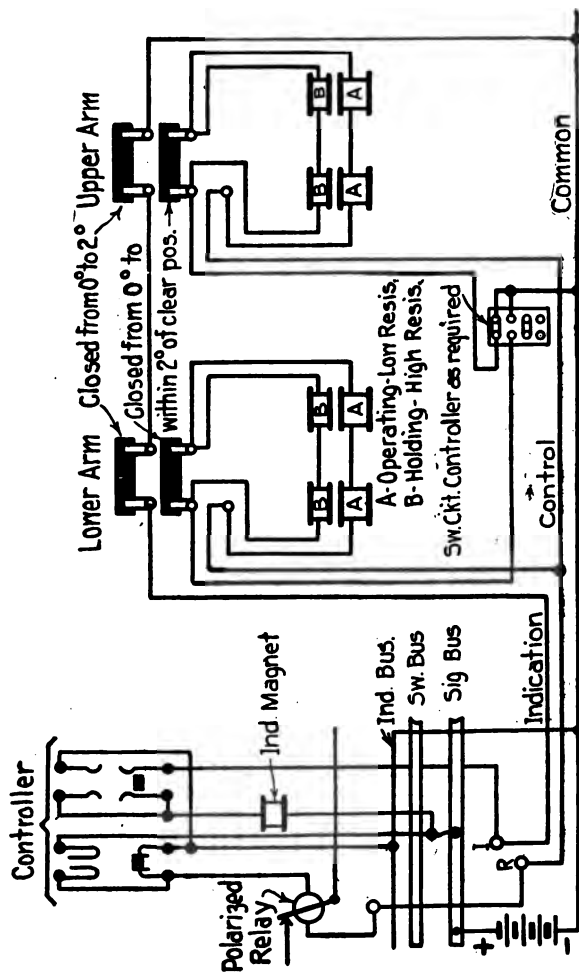 Controller
Polarized
Relay
Ind. Magnet
Ind. Bus.
Sw. Bus
Sig Bus
Indication
I
R
+
-
Lower Arm
Closed from 0° to 2°
Upper Arm
Closed from 0° to
within 2° of clear pos.
B
B
A
A
B
B
A
A
A-Operating-Low Resis.
B-Holding-High Resis.
Sw. Ckt. Controller as required
Control
Common